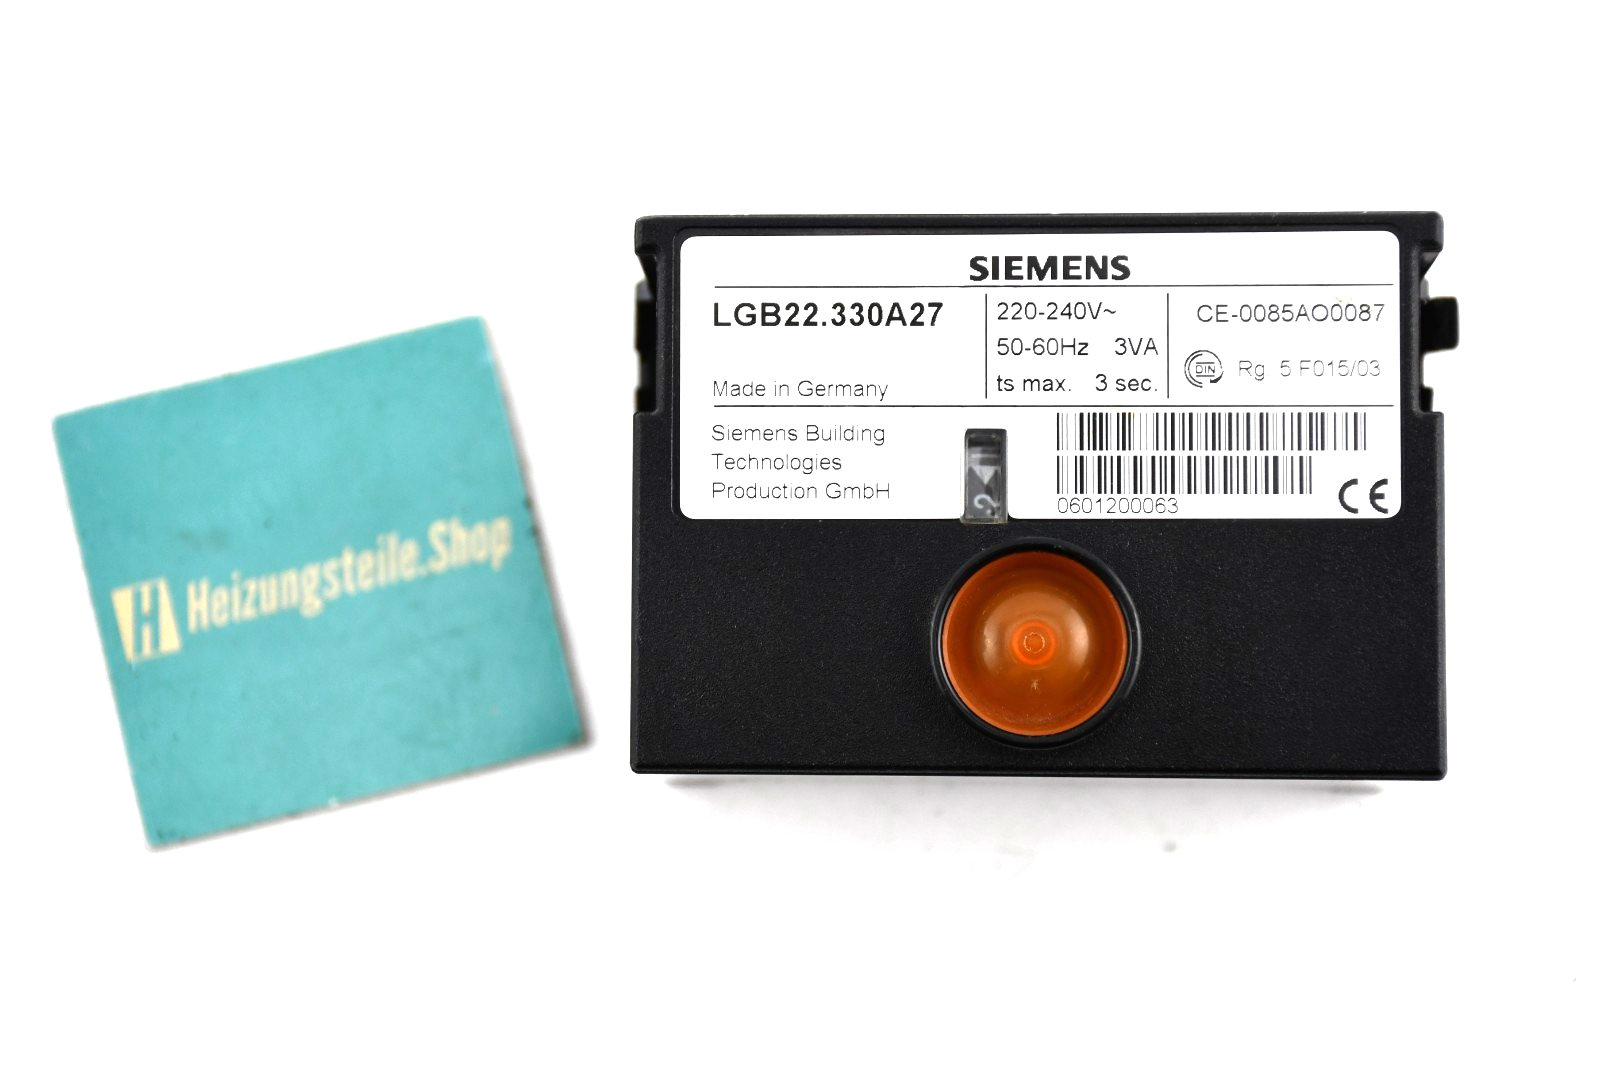 H Heizungsteile.Shop
SIEMENS
LGB22.330A27
Made in Germany
220-240V~
50-60Hz 3VA
ts max. 3 sec.
CE-0085AO0087
DIN Rg 5 F015/03
Siemens Building
Technologies
Production GmbH
0601200063
CE